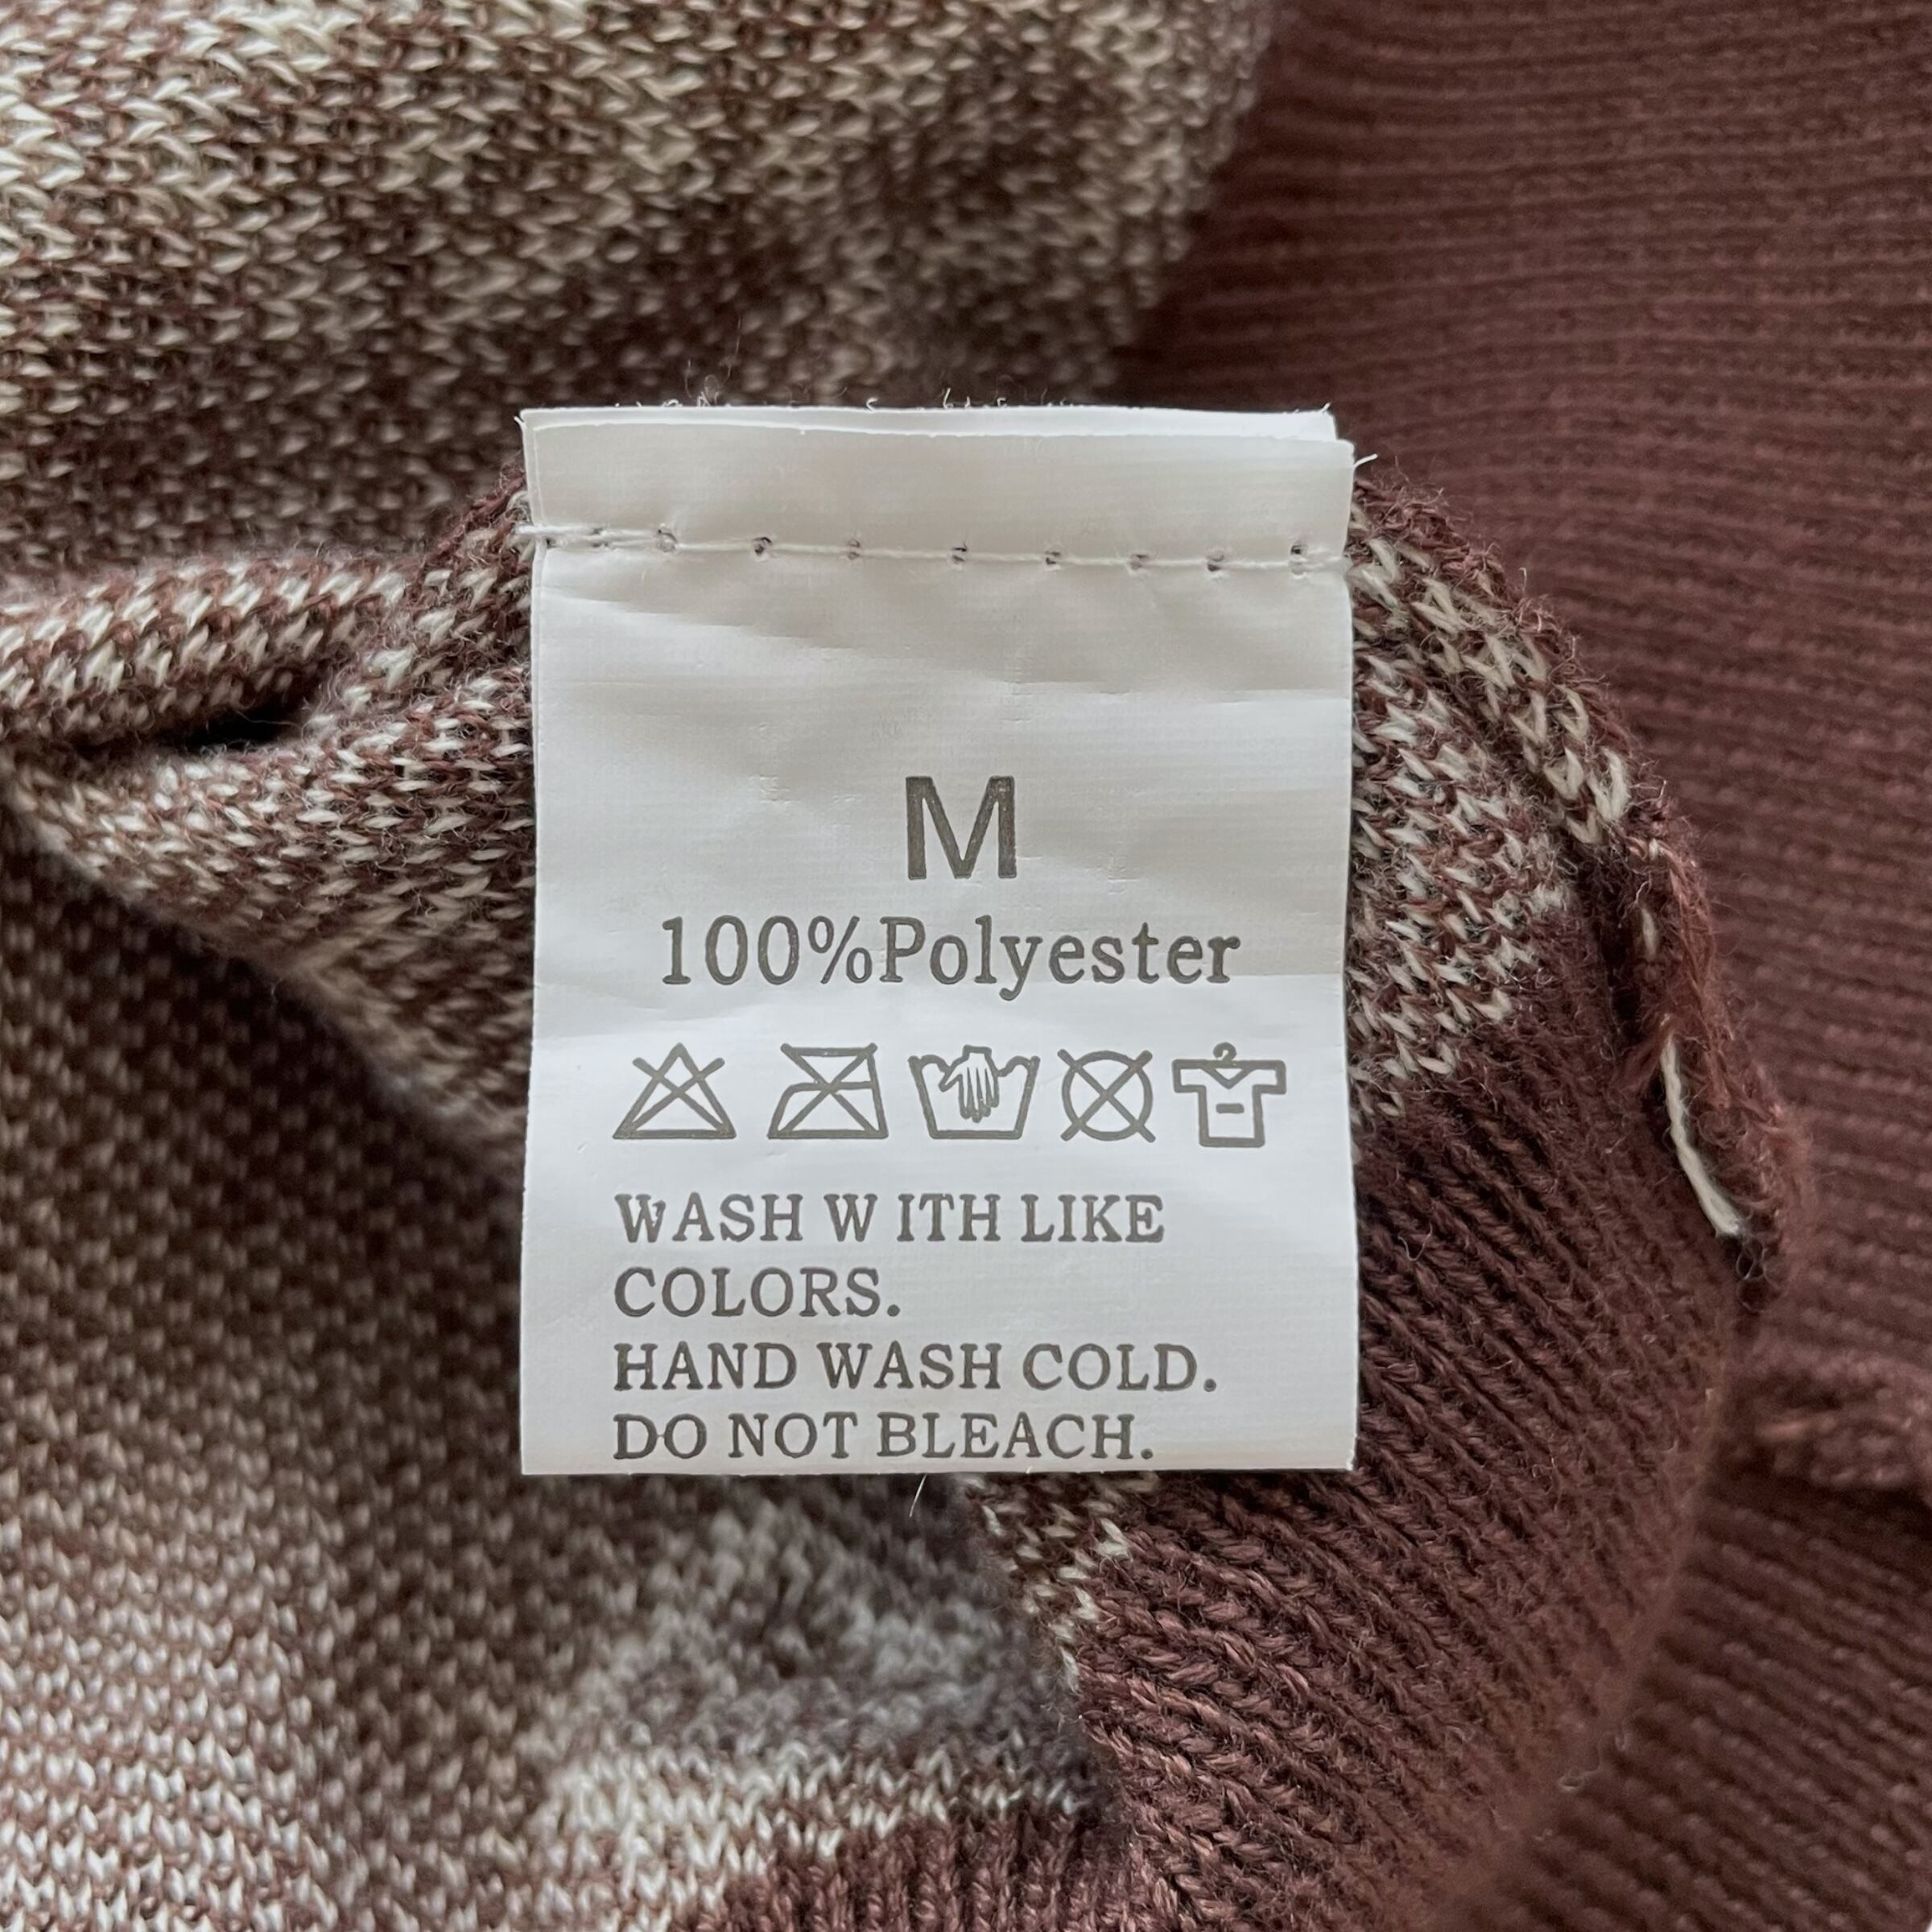 M
100%Polyester
WASH W ITH LIKE
COLORS.
HAND WASH COLD.
DO NOT BLEACH.